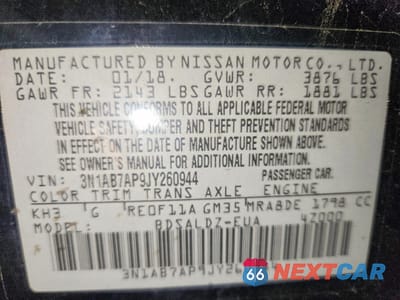 MANUFACTURED BY NISSAN MOTOR CO., LTD.
DATE: 01/18. GVWR: 3876 LBS
GAWR FR: 2143 LBS GAWR RR: 1881 LBS
THIS VEHICLE CONFORMS TO ALL APPLICABLE FEDERAL MOTOR
VEHICLE SAFETY, BUMPER AND THEFT PREVENTION STANDARDS
IN EFFECT ON THE DATE OF MANUFACTURE SHOWN ABOVE.
SEE OWNER'S MANUAL FOR ADDITIONAL INFORMATION.
VIN: 3N1AB7AP9JY260944 PASSENGER CAR.
COLOR TRIM TRANS AXLE ENGINE
KH3 G RE0F11A GM35 MRA8DE 1798 CC
MODEL: BDSALDZ-EUA 4Z000
3N1AB7AP9JY26
66 NEXTCAR